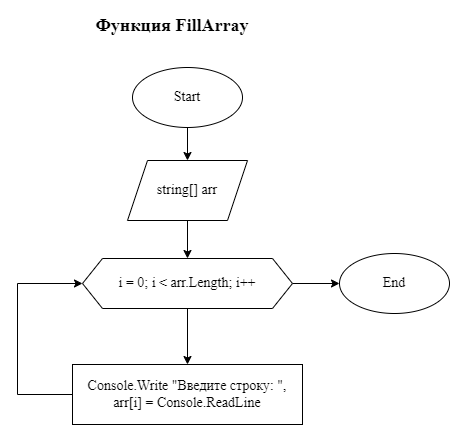 Функция FillArray
Start
string[] arr
i = 0; i < arr.Length; i++
End
Console.Write "Введите строку: ",
arr[i] = Console.ReadLine